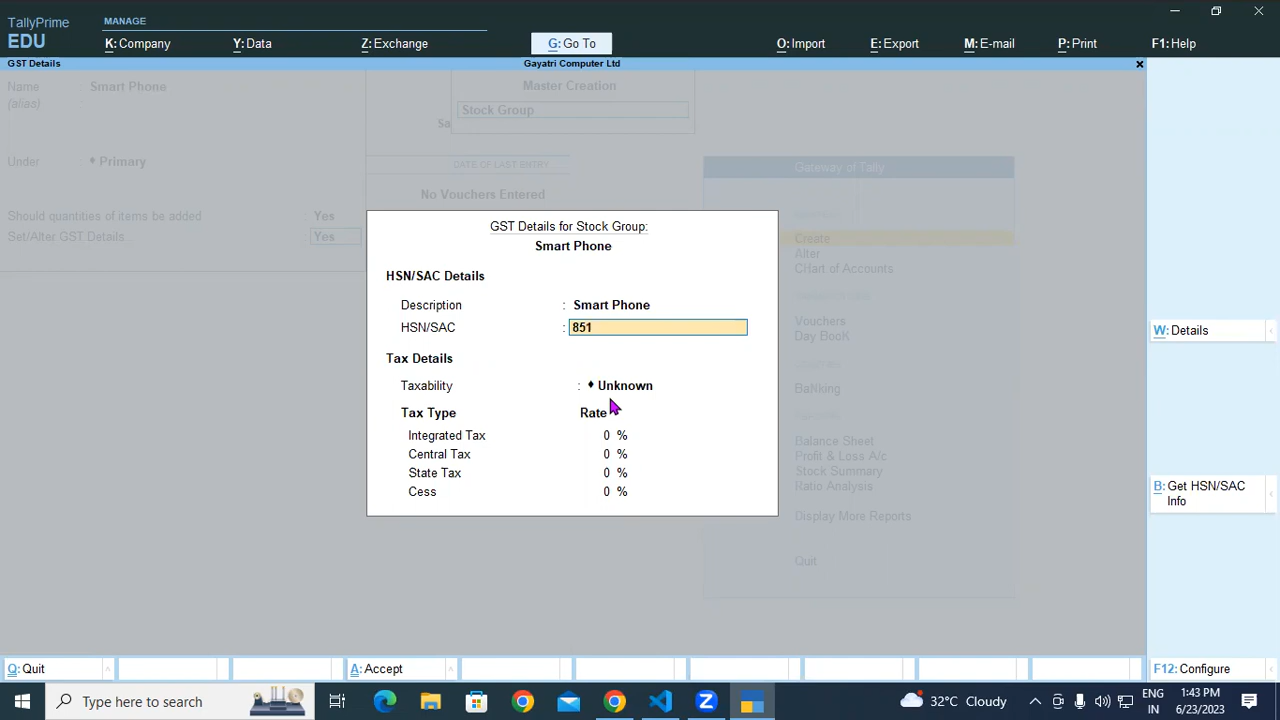 TallyPrime
EDU
MANAGE
K: Company
Y: Data
Z: Exchange
G: Go To
O: Import
E: Export
M: E-mail
P: Print
F1: Help
GST Details
Gayatri Computer Ltd
Name
Smart Phone
(alias)
Under
♦ Primary
Should quantities of items be added
Yes
Set/Alter GST Details...
Yes
Master Creation
Stock Group
Sa
DATE OF LAST ENTRY
No Vouchers Entered
Gateway of Tally
Create
Alter
CHart of Accounts
Vouchers
Day BooK
BaNking
Balance Sheet
Profit & Loss A/c
Stock Summary
Ratio Analysis
Display More Reports
Quit
GST Details for Stock Group:
Smart Phone
HSN/SAC Details
Description : Smart Phone
HSN/SAC : 851
Tax Details
Taxability : ♦ Unknown
Tax Type Rate
Integrated Tax 0 %
Central Tax 0 %
State Tax 0 %
Cess 0 %
W: Details
B: Get HSN/SAC
Info
Q: Quit
A: Accept
F12: Configure
Type here to search
32°C Cloudy
ENG
IN
1:43 PM
6/23/2023